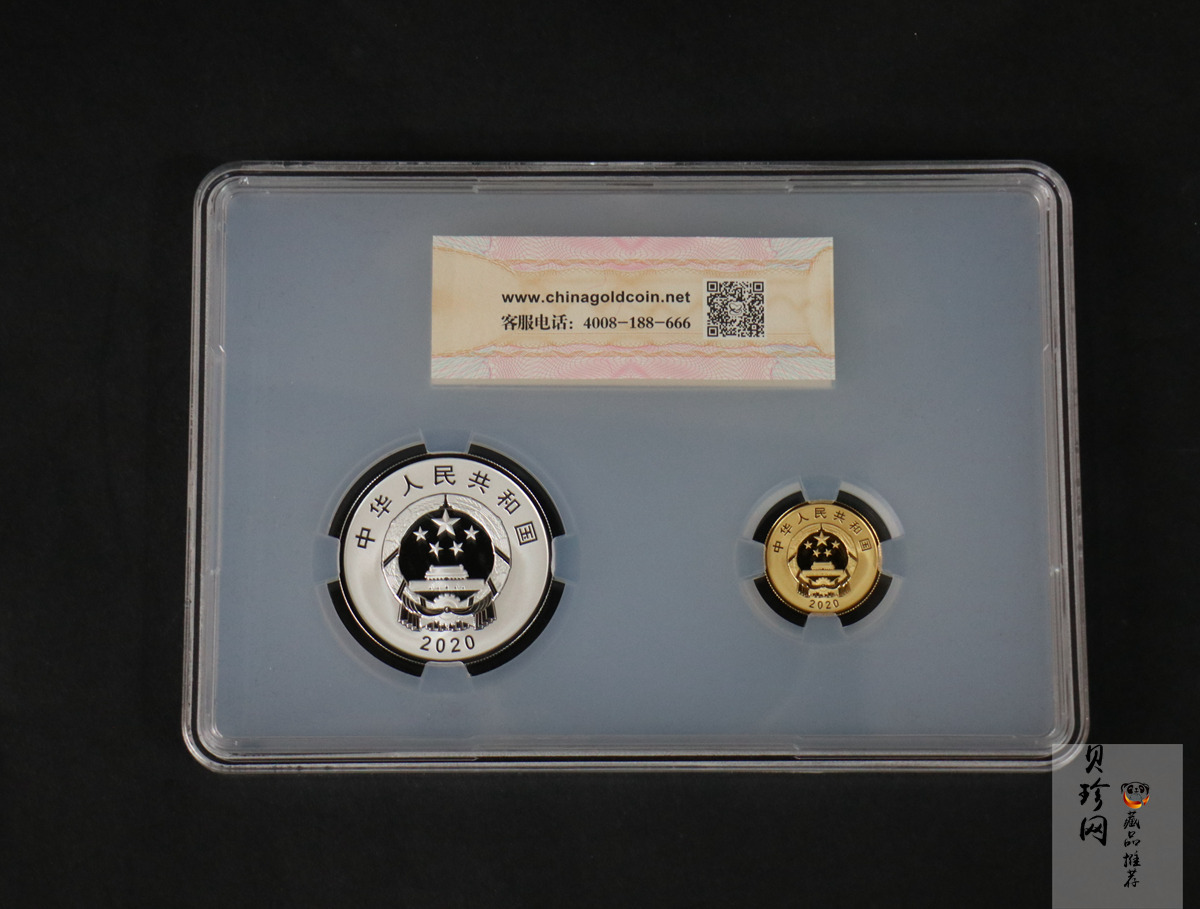 www.chinagoldcoin.net
客服电话：4008-188-666
中华人民共和国
2020
中华人民共和国
2020
贝珍网
藏品推荐